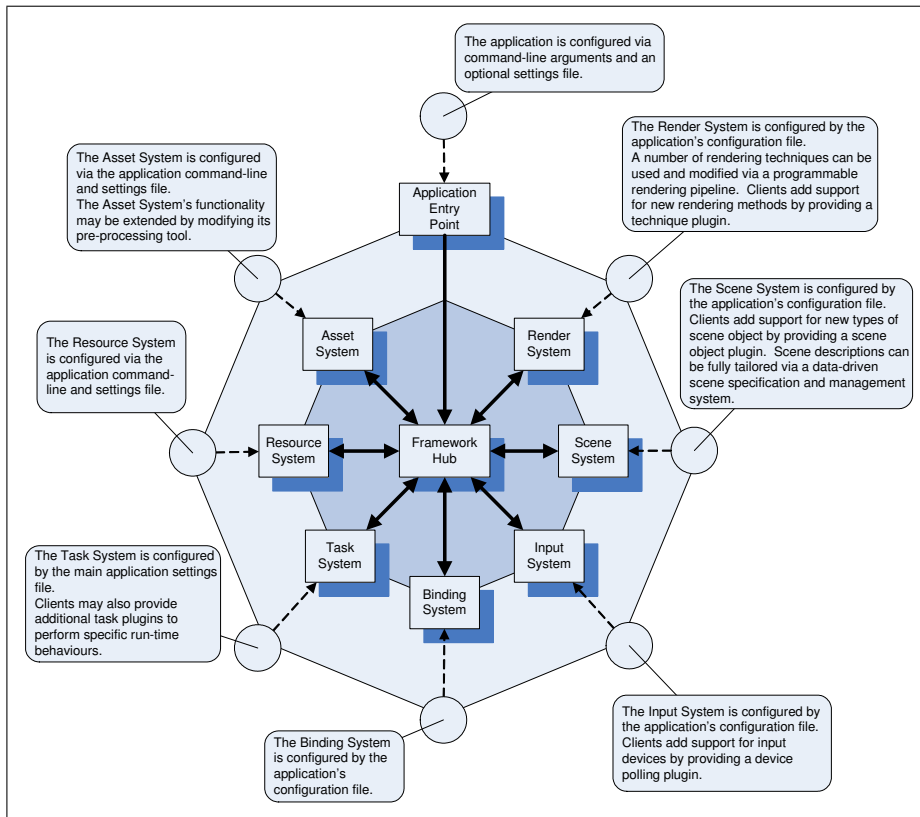 The application is configured via
command-line arguments and an
optional settings file.
The Render System is configured by the
application's configuration file.
A number of rendering techniques can be
used and modified via a programmable
rendering pipeline. Clients add support
for new rendering methods by providing a
technique plugin.
The Asset System is configured
via the application command-line
and settings file.
The Asset System's functionality
may be extended by modifying its
pre-processing tool.
Application
Entry
Point
The Scene System is configured by
the application's configuration file.
Clients add support for new types of
scene object by providing a scene
object plugin. Scene descriptions can
be fully tailored via a data-driven
scene specification and management
system.
The Resource System
is configured via the
application command-
line and settings file.
Asset
System
Render
System
Resource
System
Framework
Hub
Scene
System
Task
System
Input
System
Binding
System
The Task System is configured
by the main application settings
file.
Clients may also provide
additional task plugins to
perform specific run-time
behaviours.
The Binding System
is configured by the
application's
configuration file.
The Input System is configured by
the application's configuration file.
Clients add support for input
devices by providing a device
polling plugin.